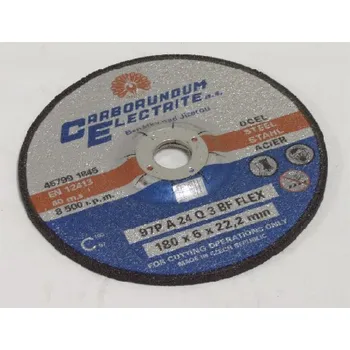 CARBORUNDUM
ELECTRITE a.s.
Benátky nad Jizerou
OCEL
STEEL
STAHL
ACIER
45799 1845
EN 12413
80 m.s
8 500 r.p.m.
97P A 24 Q 3 BF FLEX
180 x 6 x 22,2 mm
FOR CUTTING OPERATIONS ONLY
MADE IN CZECH REPUBLIC